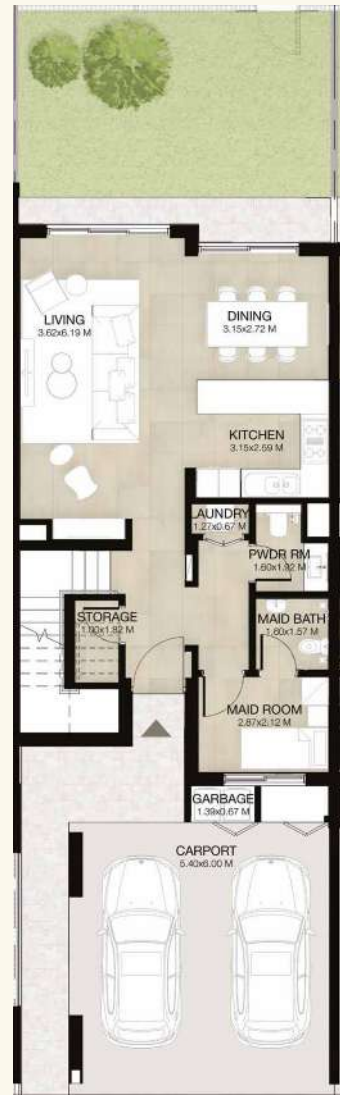 LIVING
3.62x6.19 M
DINING
3.15x2.72 M
KITCHEN
3.15x2.69 M
LAUNDRY
1.27x0.67 M
PWDR RM
1.60x1.92 M
STORAGE
1.00x1.82 M
MAID BATH
1.60x1.57 M
MAID ROOM
2.87x2.12 M
GARBAGE
1.39x0.67 M
CARPORT
5.40x6.00 M